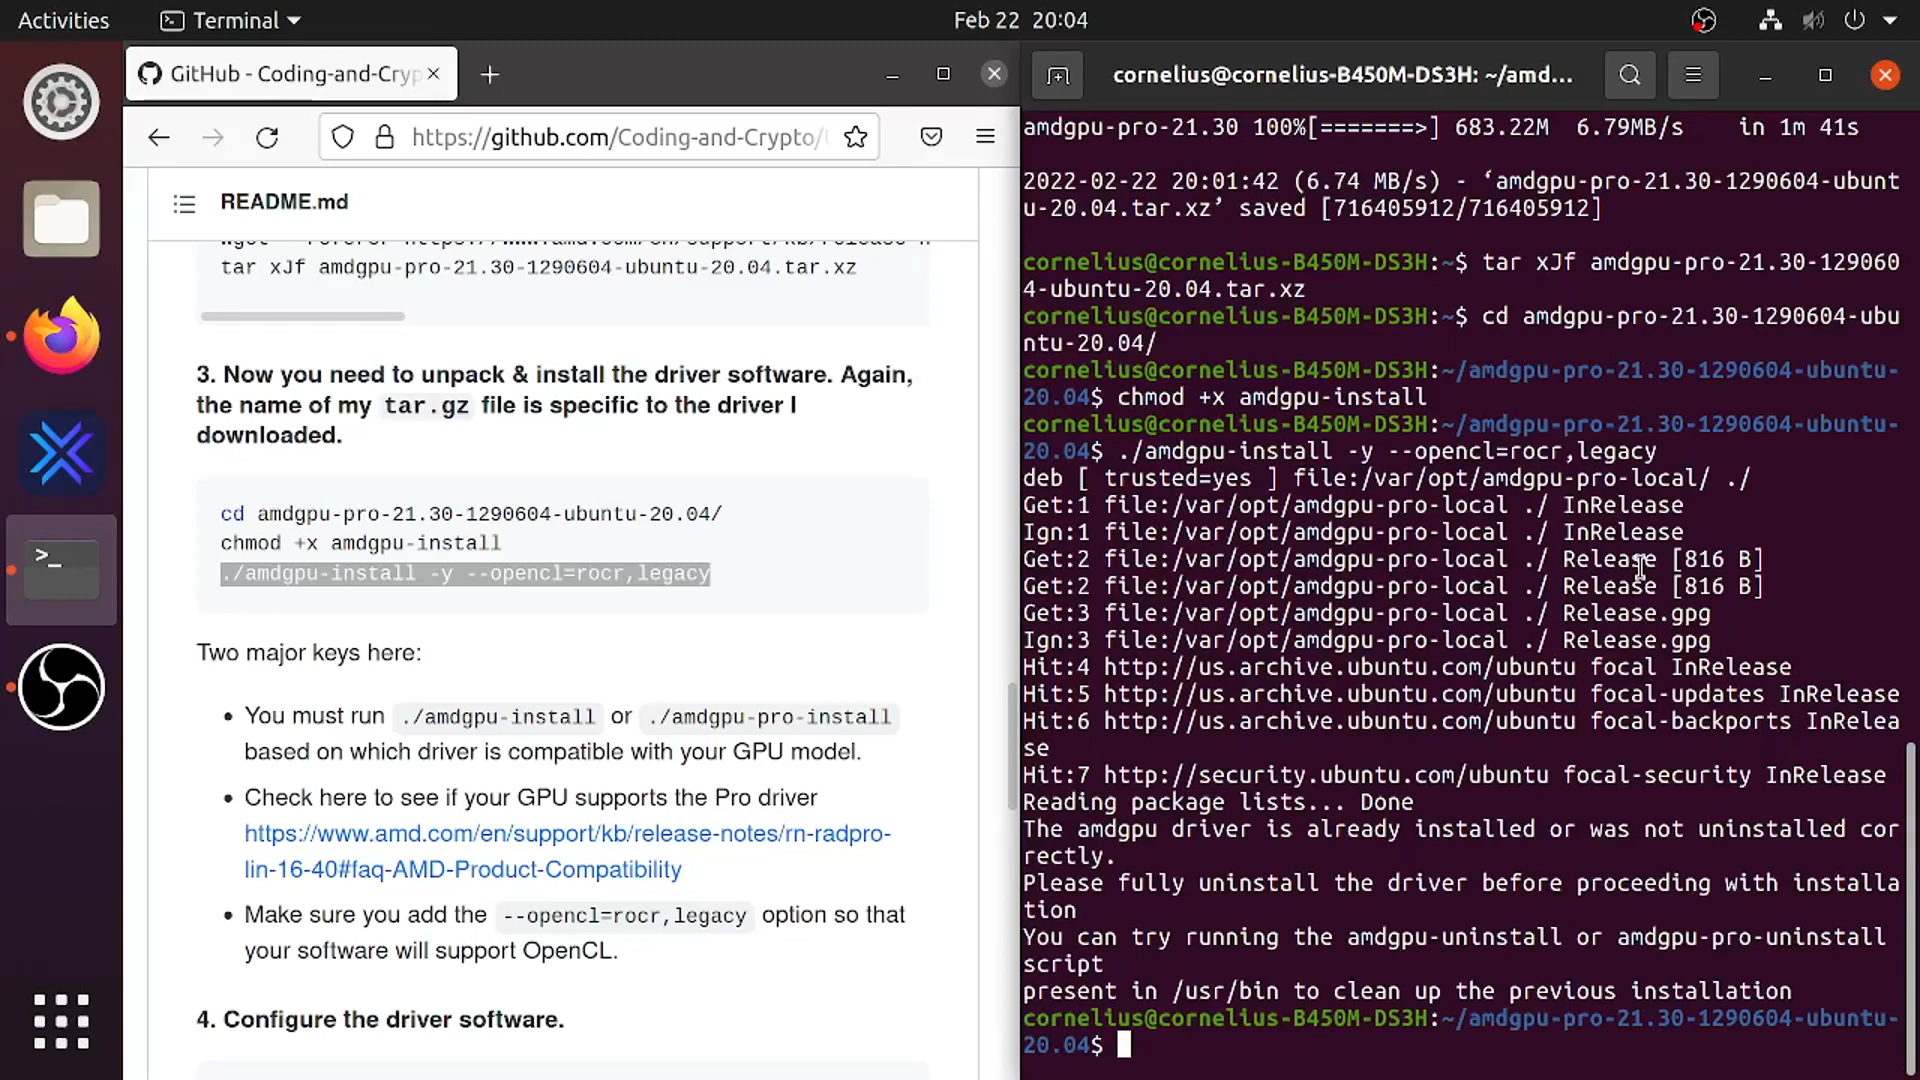 Activities
Terminal
Feb 22 20:04
GitHub - Coding-and-Cryp
https://github.com/Coding-and-Crypto/
README.md
tar xJf amdgpu-pro-21.30-1290604-ubuntu-20.04.tar.xz
3. Now you need to unpack & install the driver software. Again,
the name of my tar.gz file is specific to the driver I
downloaded.
cd amdgpu-pro-21.30-1290604-ubuntu-20.04/
chmod +x amdgpu-install
./amdgpu-install -y --opencl=rocr,legacy
Two major keys here:
• You must run ./amdgpu-install or ./amdgpu-pro-install
based on which driver is compatible with your GPU model.
• Check here to see if your GPU supports the Pro driver
https://www.amd.com/en/support/kb/release-notes/rn-radpro-
lin-16-40#faq-AMD-Product-Compatibility
• Make sure you add the --opencl=rocr,legacy option so that
your software will support OpenCL.
4. Configure the driver software.
cornelius@cornelius-B450M-DS3H: ~/amd...
amdgpu-pro-21.30 100%[=======>] 683.22M 6.79MB/s in 1m 41s
2022-02-22 20:01:42 (6.74 MB/s) - ‘amdgpu-pro-21.30-1290604-ubunt
u-20.04.tar.xz’ saved [716405912/716405912]
cornelius@cornelius-B450M-DS3H:~$ tar xJf amdgpu-pro-21.30-129060
4-ubuntu-20.04.tar.xz
cornelius@cornelius-B450M-DS3H:~$ cd amdgpu-pro-21.30-1290604-ubu
ntu-20.04/
cornelius@cornelius-B450M-DS3H:~/amdgpu-pro-21.30-1290604-ubuntu-
20.04$ chmod +x amdgpu-install
cornelius@cornelius-B450M-DS3H:~/amdgpu-pro-21.30-1290604-ubuntu-
20.04$ ./amdgpu-install -y --opencl=rocr,legacy
deb [ trusted=yes ] file:/var/opt/amdgpu-pro-local/ ./
Get:1 file:/var/opt/amdgpu-pro-local ./ InRelease
Ign:1 file:/var/opt/amdgpu-pro-local ./ InRelease
Get:2 file:/var/opt/amdgpu-pro-local ./ Release [816 B]
Get:2 file:/var/opt/amdgpu-pro-local ./ Release [816 B]
Get:3 file:/var/opt/amdgpu-pro-local ./ Release.gpg
Ign:3 file:/var/opt/amdgpu-pro-local ./ Release.gpg
Hit:4 http://us.archive.ubuntu.com/ubuntu focal InRelease
Hit:5 http://us.archive.ubuntu.com/ubuntu focal-updates InRelease
Hit:6 http://us.archive.ubuntu.com/ubuntu focal-backports InRelea
se
Hit:7 http://security.ubuntu.com/ubuntu focal-security InRelease
Reading package lists... Done
The amdgpu driver is already installed or was not uninstalled cor
rectly.
Please fully uninstall the driver before proceeding with installa
tion
You can try running the amdgpu-uninstall or amdgpu-pro-uninstall
script
present in /usr/bin to clean up the previous installation
cornelius@cornelius-B450M-DS3H:~/amdgpu-pro-21.30-1290604-ubuntu-
20.04$